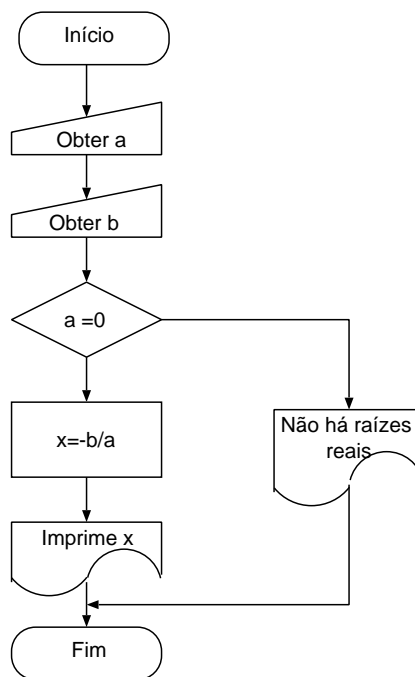 Início
Obter a
Obter b
a =0
x=-b/a
Não há raízes
reais
Imprime x
Fim